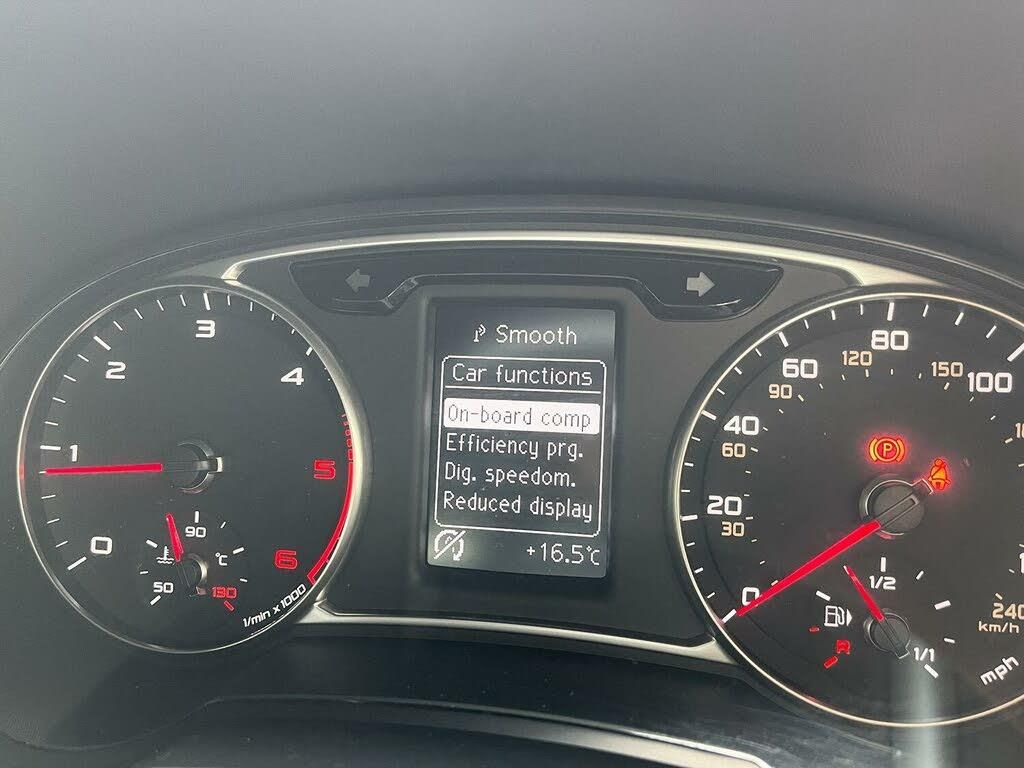 Smooth
Car functions
On-board comp
Efficiency prg.
Dig. speedom.
Reduced display
+16.5°C
0
1
2
3
4
5
6
1/min x 1000
50
90
130
°C
0
20
40
60
80
100
30
60
90
120
150
240
km/h
mph
R
1/2
1/1
P